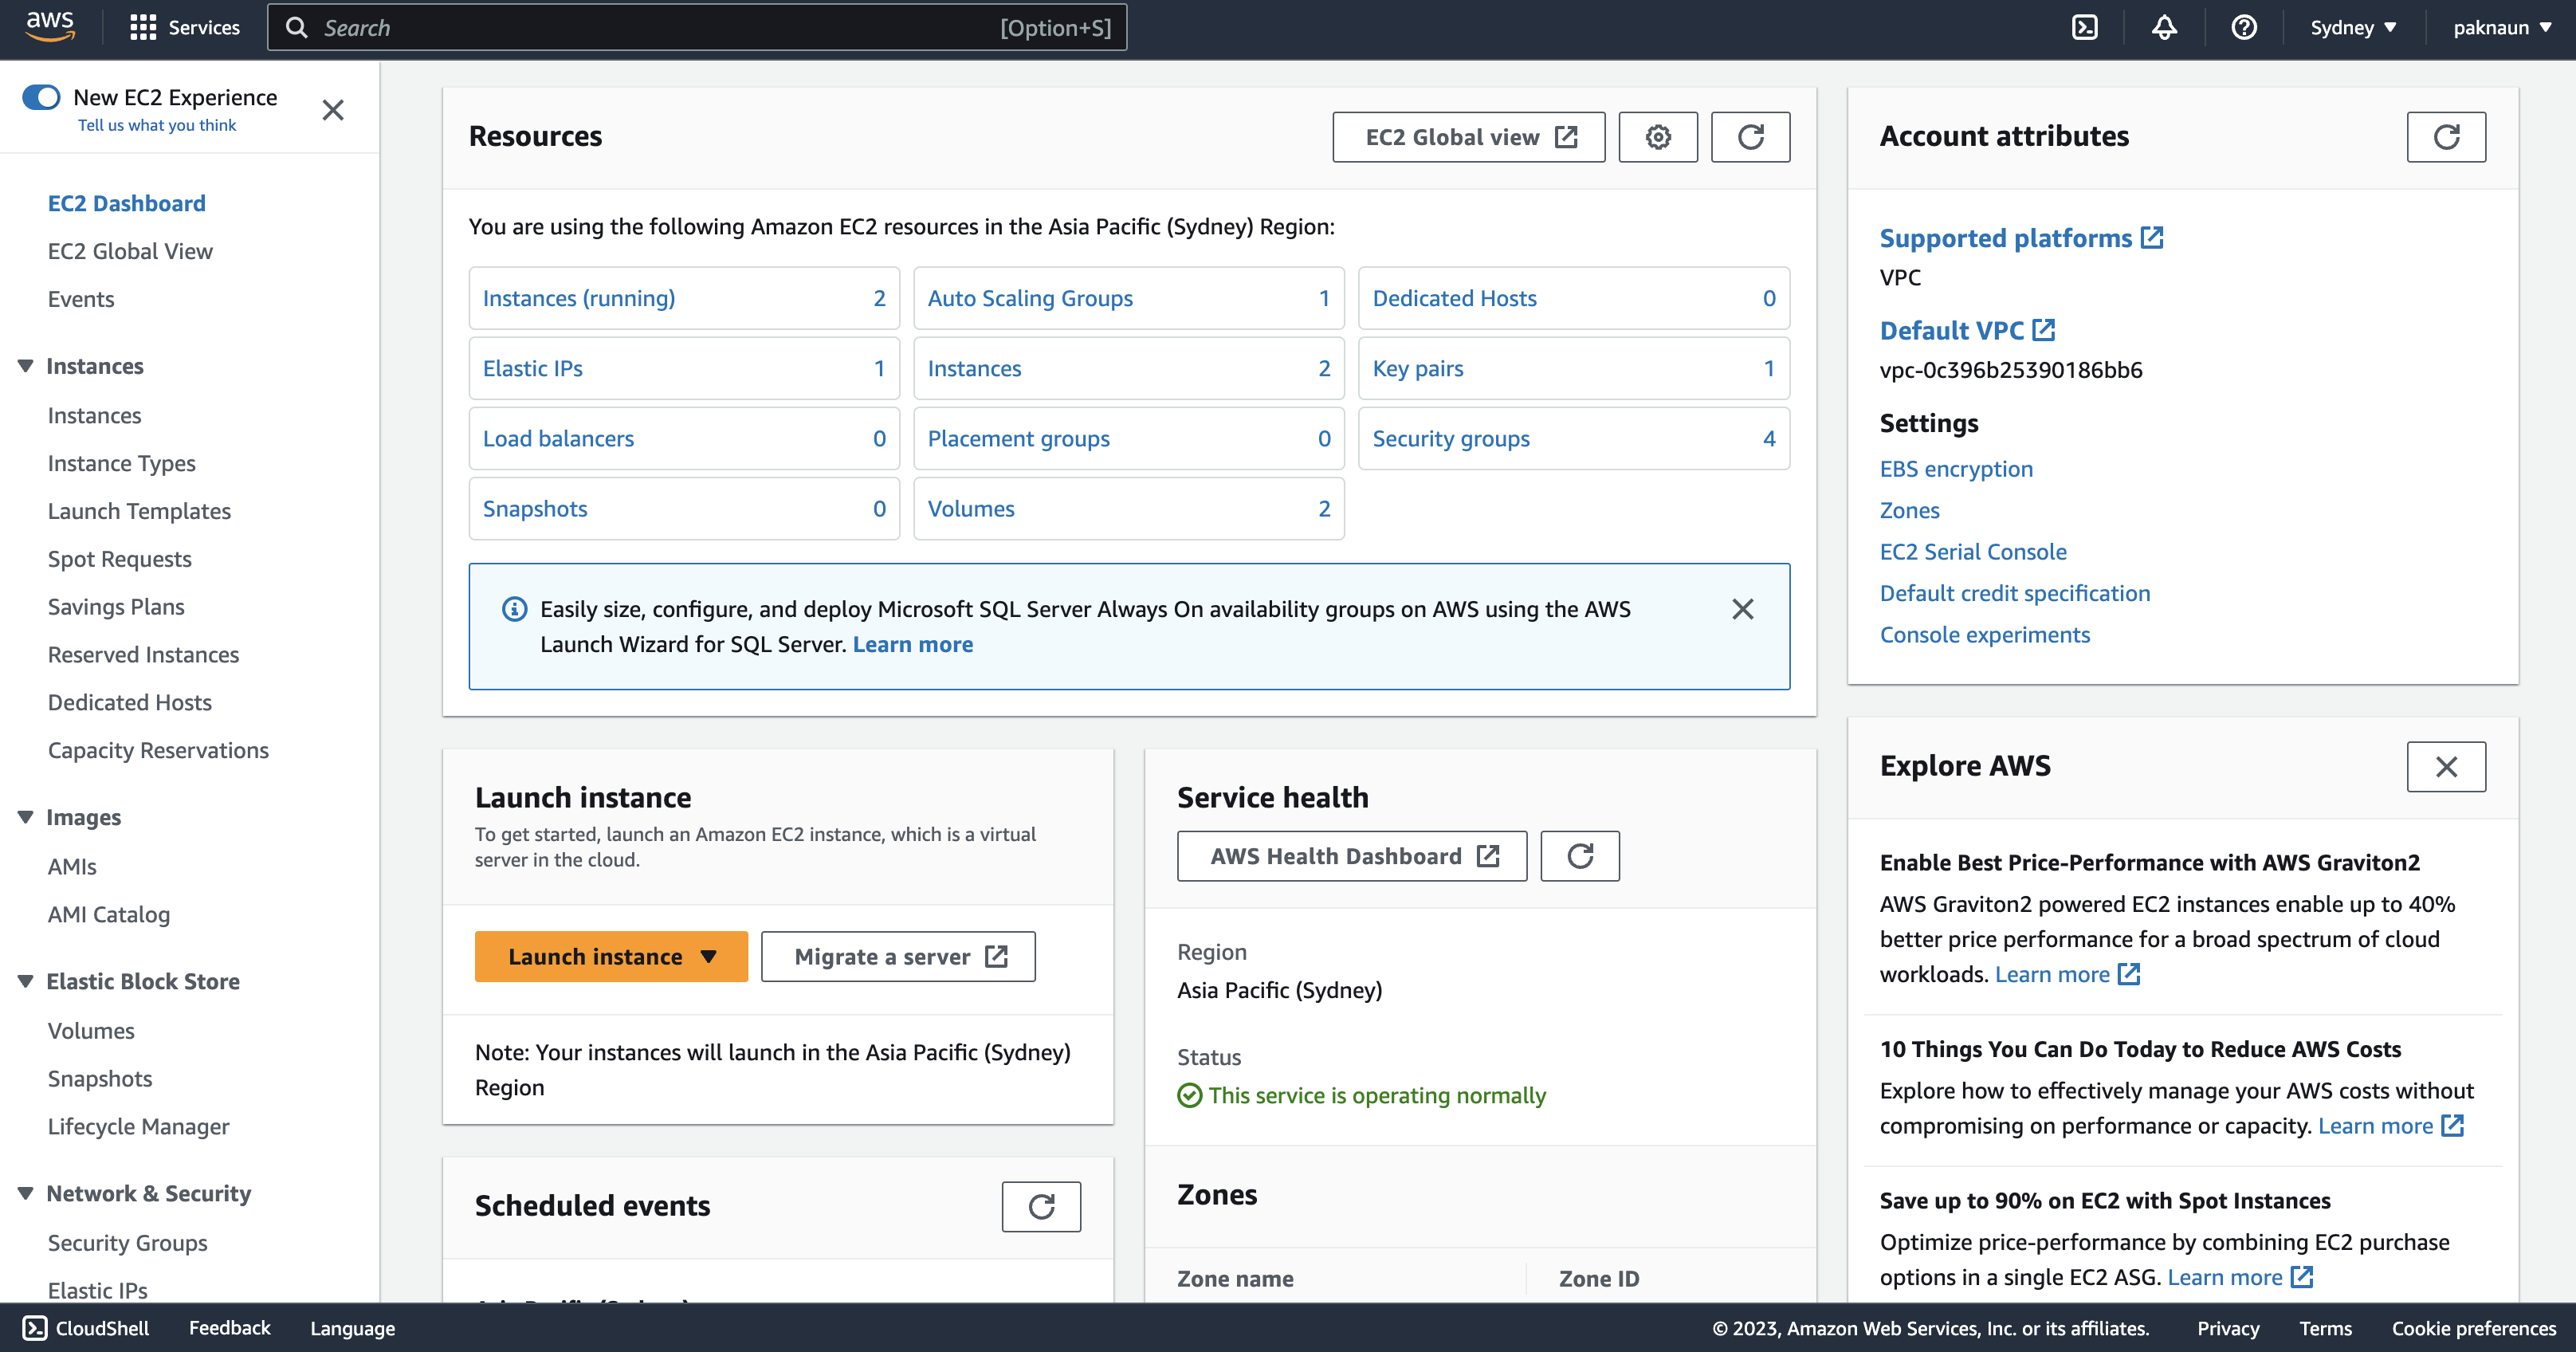 aws
Services
Search
[Option+S]
Sydney ▼
paknaun ▼
New EC2 Experience
Tell us what you think
EC2 Dashboard
EC2 Global View
Events
Instances
Instances
Instance Types
Launch Templates
Spot Requests
Savings Plans
Reserved Instances
Dedicated Hosts
Capacity Reservations
Images
AMIs
AMI Catalog
Elastic Block Store
Volumes
Snapshots
Lifecycle Manager
Network & Security
Security Groups
Elastic IPs
Resources
EC2 Global view
You are using the following Amazon EC2 resources in the Asia Pacific (Sydney) Region:
Instances (running) 2
Auto Scaling Groups 1
Dedicated Hosts 0
Elastic IPs 1
Instances 2
Key pairs 1
Load balancers 0
Placement groups 0
Security groups 4
Snapshots 0
Volumes 2
Easily size, configure, and deploy Microsoft SQL Server Always On availability groups on AWS using the AWS
Launch Wizard for SQL Server. Learn more
Launch instance
To get started, launch an Amazon EC2 instance, which is a virtual
server in the cloud.
Launch instance ▼
Migrate a server
Note: Your instances will launch in the Asia Pacific (Sydney)
Region
Scheduled events
Service health
AWS Health Dashboard
Region
Asia Pacific (Sydney)
Status
This service is operating normally
Zones
Zone name
Zone ID
Account attributes
Supported platforms
VPC
Default VPC
vpc-0c396b25390186bb6
Settings
EBS encryption
Zones
EC2 Serial Console
Default credit specification
Console experiments
Explore AWS
Enable Best Price-Performance with AWS Graviton2
AWS Graviton2 powered EC2 instances enable up to 40%
better price performance for a broad spectrum of cloud
workloads. Learn more
10 Things You Can Do Today to Reduce AWS Costs
Explore how to effectively manage your AWS costs without
compromising on performance or capacity. Learn more
Save up to 90% on EC2 with Spot Instances
Optimize price-performance by combining EC2 purchase
options in a single EC2 ASG. Learn more
CloudShell
Feedback
Language
© 2023, Amazon Web Services, Inc. or its affiliates.
Privacy
Terms
Cookie preferences